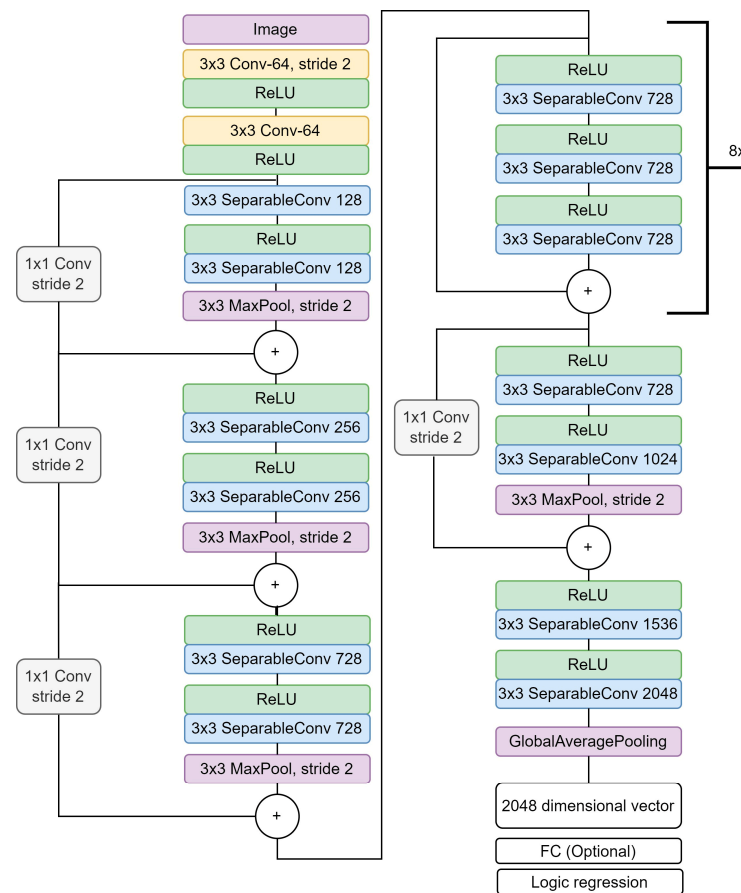 Image
3x3 Conv-64, stride 2
ReLU
3x3 Conv-64
ReLU
3x3 SeparableConv 128
ReLU
3x3 SeparableConv 128
3x3 MaxPool, stride 2
1x1 Conv
stride 2
+
ReLU
3x3 SeparableConv 256
ReLU
3x3 SeparableConv 256
3x3 MaxPool, stride 2
1x1 Conv
stride 2
+
ReLU
3x3 SeparableConv 728
ReLU
3x3 SeparableConv 728
3x3 MaxPool, stride 2
1x1 Conv
stride 2
+
ReLU
3x3 SeparableConv 728
ReLU
3x3 SeparableConv 728
ReLU
3x3 SeparableConv 728
+
8x
ReLU
3x3 SeparableConv 728
ReLU
3x3 SeparableConv 1024
3x3 MaxPool, stride 2
1x1 Conv
stride 2
+
ReLU
3x3 SeparableConv 1536
ReLU
3x3 SeparableConv 2048
GlobalAveragePooling
2048 dimensional vector
FC (Optional)
Logic regression